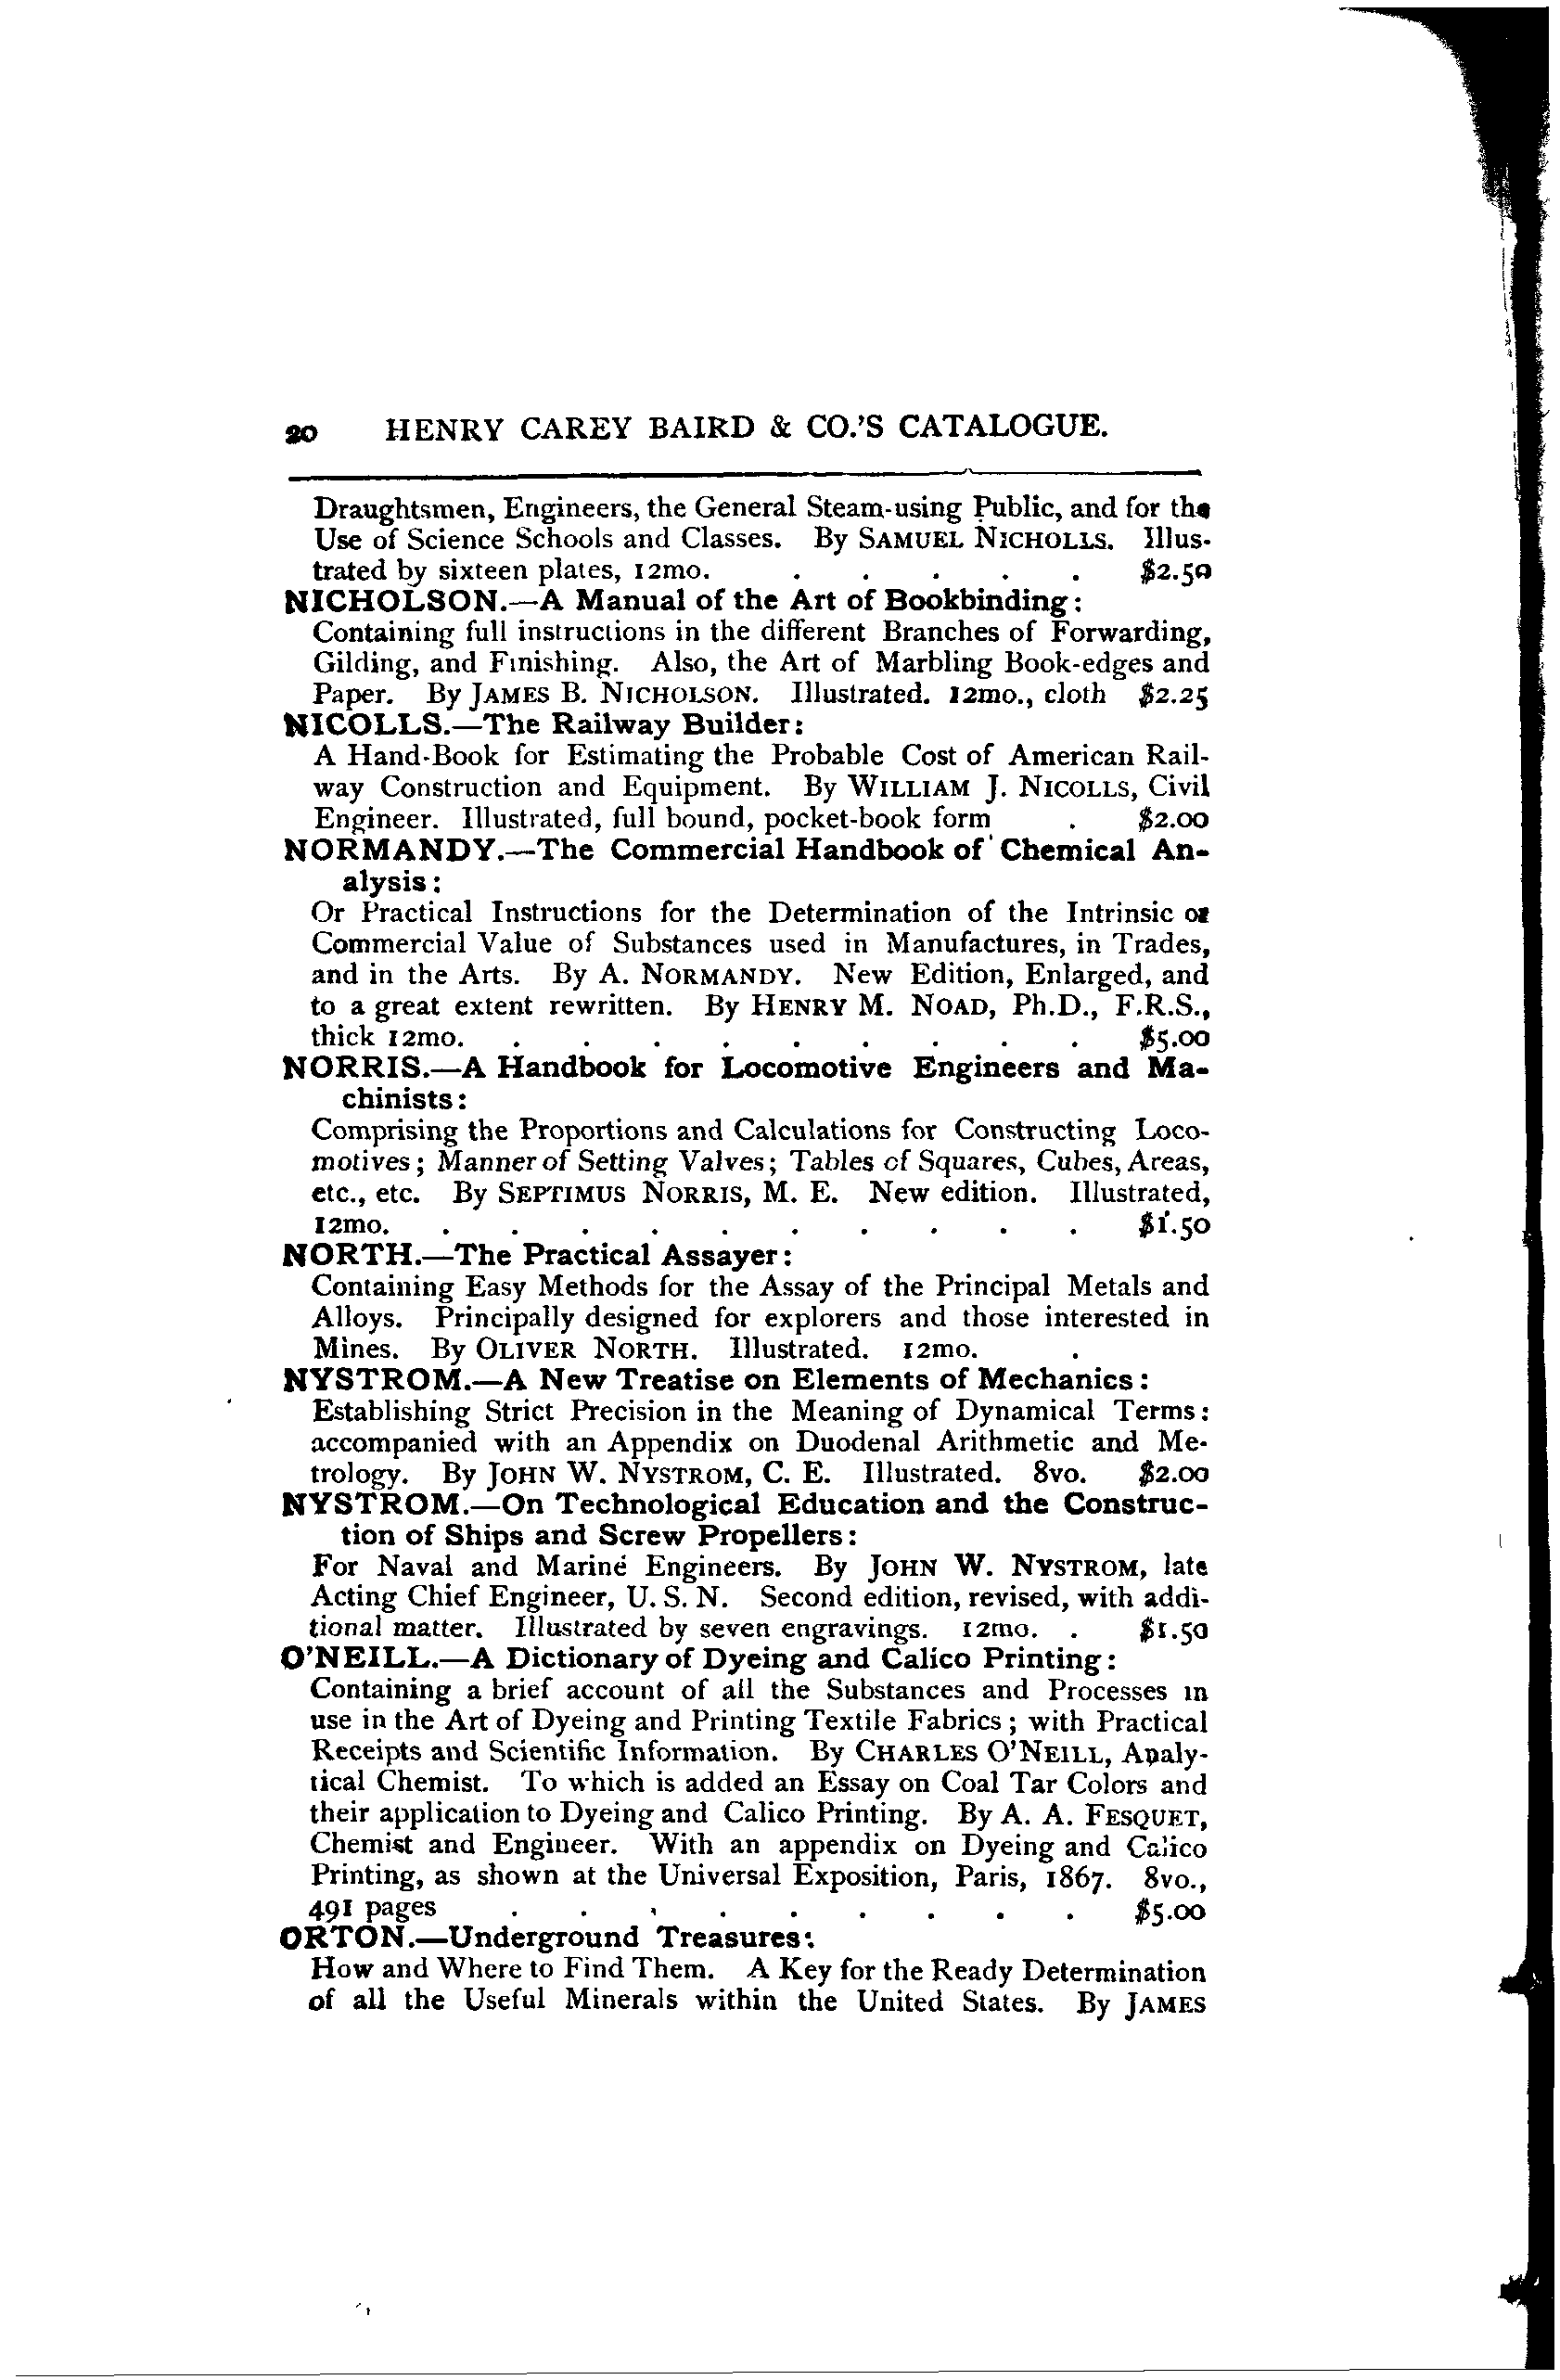 20 HENRY CAREY BAIRD & CO.'S CATALOGUE.
Draughtsmen, Engineers, the General Steam-using Public, and for the
Use of Science Schools and Classes. By SAMUEL NICHOLLS. Illus-
trated by sixteen plates, 12mo. . . . . . $2.50
NICHOLSON.—A Manual of the Art of Bookbinding:
Containing full instructions in the different Branches of Forwarding,
Gilding, and Finishing. Also, the Art of Marbling Book-edges and
Paper. By JAMES B. NICHOLSON. Illustrated. 12mo., cloth $2.25
NICOLLS.—The Railway Builder:
A Hand-Book for Estimating the Probable Cost of American Rail-
way Construction and Equipment. By WILLIAM J. NICOLLS, Civil
Engineer. Illustrated, full bound, pocket-book form . $2.00
NORMANDY.—The Commercial Handbook of Chemical An-
alysis:
Or Practical Instructions for the Determination of the Intrinsic or
Commercial Value of Substances used in Manufactures, in Trades,
and in the Arts. By A. NORMANDY. New Edition, Enlarged, and
to a great extent rewritten. By HENRY M. NOAD, Ph.D., F.R.S.,
thick 12mo. . . . . . . . . . $5.00
NORRIS.—A Handbook for Locomotive Engineers and Ma-
chinists:
Comprising the Proportions and Calculations for Constructing Loco-
motives; Manner of Setting Valves; Tables of Squares, Cubes, Areas,
etc., etc. By SEPTIMUS NORRIS, M. E. New edition. Illustrated,
12mo. . . . . . . . . . . $1.50
NORTH.—The Practical Assayer:
Containing Easy Methods for the Assay of the Principal Metals and
Alloys. Principally designed for explorers and those interested in
Mines. By OLIVER NORTH. Illustrated. 12mo. .
NYSTROM.—A New Treatise on Elements of Mechanics:
Establishing Strict Precision in the Meaning of Dynamical Terms:
accompanied with an Appendix on Duodenal Arithmetic and Me-
trology. By JOHN W. NYSTROM, C. E. Illustrated. 8vo. $2.00
NYSTROM.—On Technological Education and the Construc-
tion of Ships and Screw Propellers:
For Naval and Marine Engineers. By JOHN W. NYSTROM, late
Acting Chief Engineer, U. S. N. Second edition, revised, with addi-
tional matter. Illustrated by seven engravings. 12mo. . $1.50
O'NEILL.—A Dictionary of Dyeing and Calico Printing:
Containing a brief account of all the Substances and Processes in
use in the Art of Dyeing and Printing Textile Fabrics; with Practical
Receipts and Scientific Information. By CHARLES O'NEILL, Analy-
tical Chemist. To which is added an Essay on Coal Tar Colors and
their application to Dyeing and Calico Printing. By A. A. FESQUET,
Chemist and Engineer. With an appendix on Dyeing and Calico
Printing, as shown at the Universal Exposition, Paris, 1867. 8vo.,
491 pages . . . . . . . . . $5.00
ORTON.—Underground Treasures:
How and Where to Find Them. A Key for the Ready Determination
of all the Useful Minerals within the United States. By JAMES